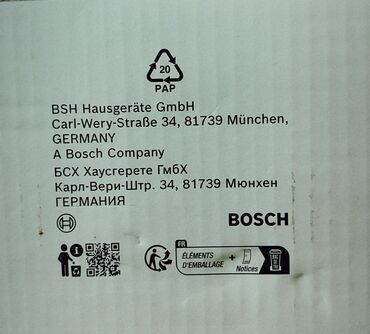 20
PAP
BSH Hausgeräte GmbH
Carl-Wery-Straße 34, 81739 München,
GERMANY
A Bosch Company
БСХ Хаусгерете ГмбХ
Карл-Вери-Штр. 34, 81739 Мюнхен
ГЕРМАНИЯ
BOSCH
FR
ÉLÉMENTS
D'EMBALLAGE
+
Notices